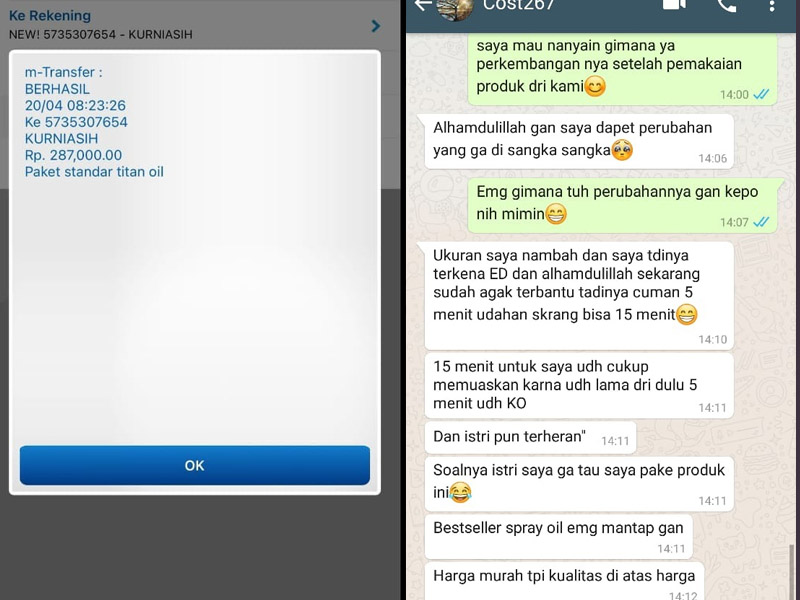 Ke Rekening
NEW! 5735307654 - KURNIASIH
m-Transfer :
BERHASIL
20/04 08:23:26
Ke 5735307654
KURNIASIH
Rp. 287,000.00
Paket standar titan oil
OK
Cost267
saya mau nanyain gimana ya
perkembangan nya setelah pemakaian
produk dri kami😊
14:00
Alhamdulillah gan saya dapet perubahan
yang ga di sangka sangka🥺
14:06
Emg gimana tuh perubahannya gan kepo
nih mimin😁
14:07
Ukuran saya nambah dan saya tdinya
terkena ED dan alhamdulillah sekarang
sudah agak terbantu tadinya cuman 5
menit udahan skrang bisa 15 menit😁
14:10
15 menit untuk saya udh cukup
memuaskan karna udh lama dri dulu 5
menit udh KO
14:11
Dan istri pun terheran"
14:11
Soalnya istri saya ga tau saya pake produk
ini😂
14:11
Bestseller spray oil emg mantap gan
14:11
Harga murah tpi kualitas di atas harga
14:12